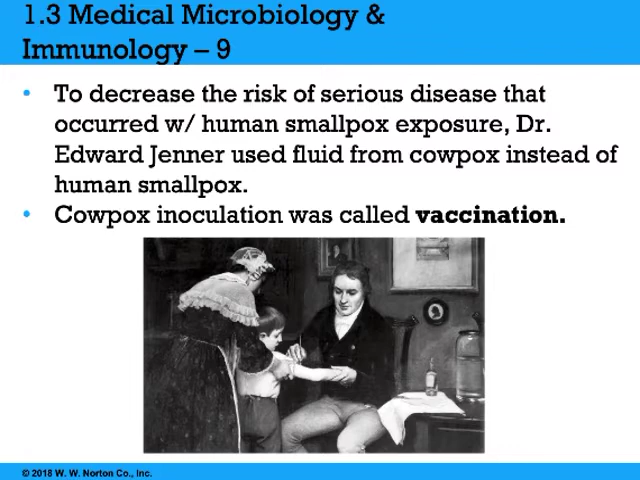 1.3 Medical Microbiology &
Immunology – 9
• To decrease the risk of serious disease that
occurred w/ human smallpox exposure, Dr.
Edward Jenner used fluid from cowpox instead of
human smallpox.
• Cowpox inoculation was called vaccination.
© 2018 W. W. Norton Co., Inc.